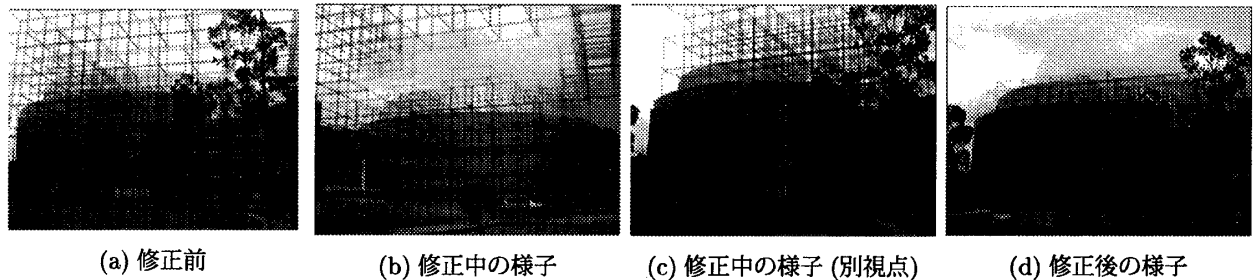 (a) 修正前
(b) 修正中の様子
(c) 修正中の様子 (別視点)
(d) 修正後の様子